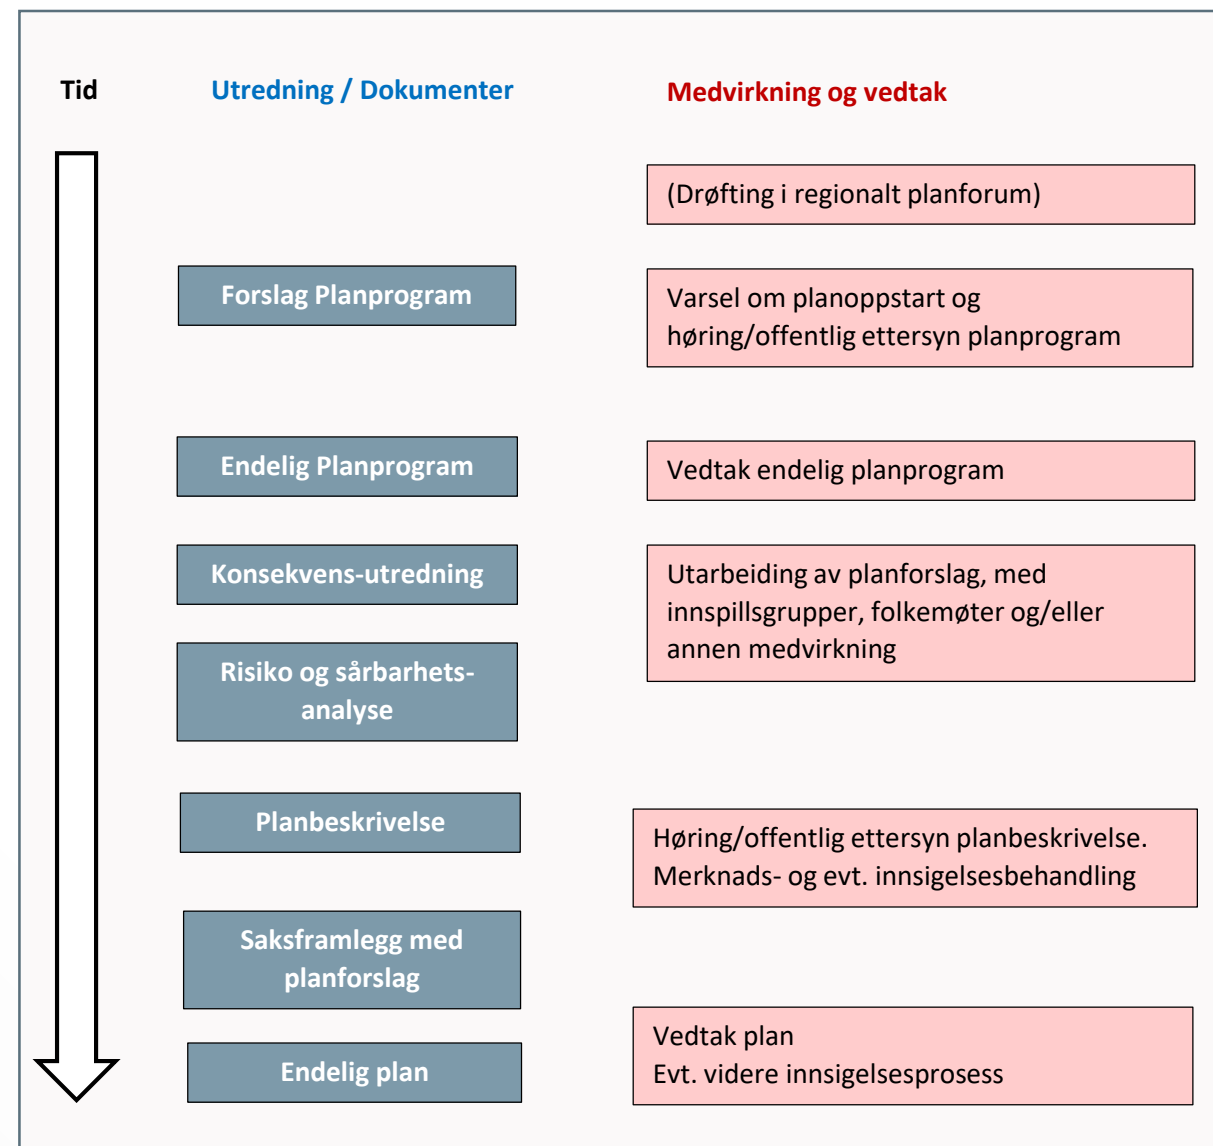 Tid
Utredning / Dokumenter
Medvirkning og vedtak
(Drøfting i regionalt planforum)
Forslag Planprogram
Varsel om planoppstart og
høring/offentlig ettersyn planprogram
Endelig Planprogram
Vedtak endelig planprogram
Konsekvens-utredning
Utarbeiding av planforslag, med
innspillsgrupper, folkemøter og/eller
annen medvirkning
Risiko og sårbarhets-
analyse
Planbeskrivelse
Høring/offentlig ettersyn planbeskrivelse.
Merknads- og evt. innsigelsesbehandling
Saksframlegg med
planforslag
Vedtak plan
Evt. videre innsigelsesprosess
Endelig plan